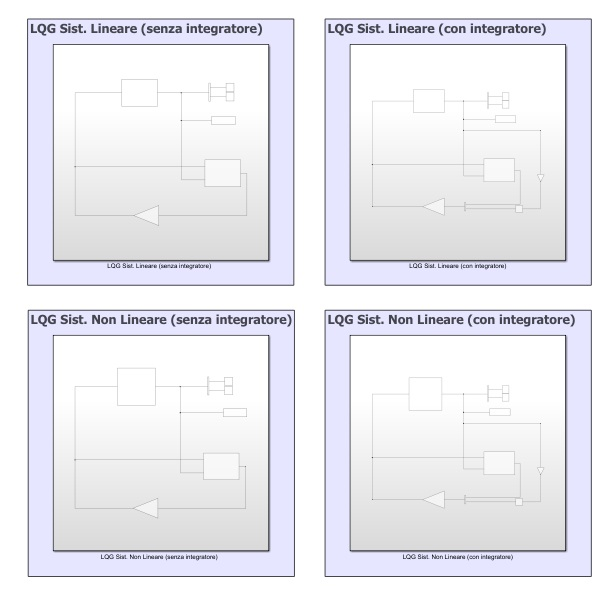 LQG Sist. Lineare (senza integratore)
LQG Sist. Lineare (con integratore)
LQG Sist. Lineare (senza integratore)
LQG Sist. Lineare (con integratore)
LQG Sist. Non Lineare (senza integratore)
LQG Sist. Non Lineare (con integratore)
LQG Sist. Non Lineare (senza integratore)
LQG Sist. Non Lineare (con integratore)